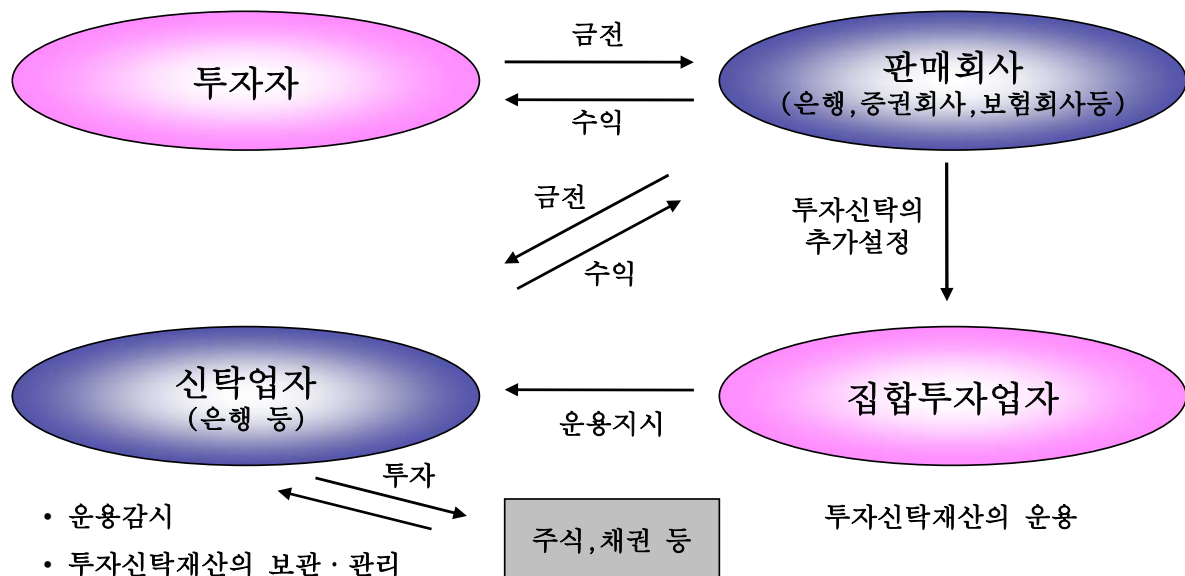 금전
투자자
판매회사
(은행,증권회사,보험회사등)
수익
금전
투자신탁의
추가설정
수익
신탁업자
(은행 등)
집합투자업자
운용지시
투자
• 운용감시
주식,채권 등
투자신탁재산의 운용
• 투자신탁재산의 보관·관리